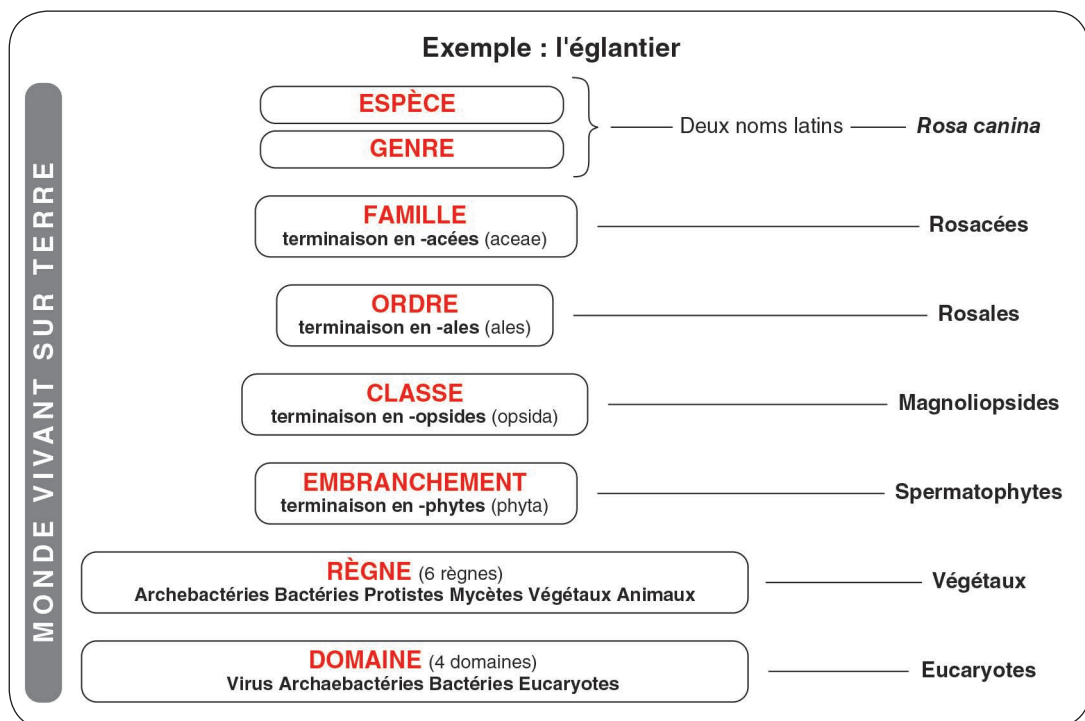 Exemple : l'églantier
MONDE VIVANT SUR TERRE
ESPÈCE
GENRE
Deux noms latins
Rosa canina
FAMILLE
terminaison en -acées (aceae)
Rosacées
ORDRE
terminaison en -ales (ales)
Rosales
CLASSE
terminaison en -opsides (opsida)
Magnoliopsides
EMBRANCHEMENT
terminaison en -phytes (phyta)
Spermatophytes
RÈGNE (6 règnes)
Archebactéries Bactéries Protistes Mycètes Végétaux Animaux
Végétaux
DOMAINE (4 domaines)
Virus Archaebactéries Bactéries Eucaryotes
Eucaryotes